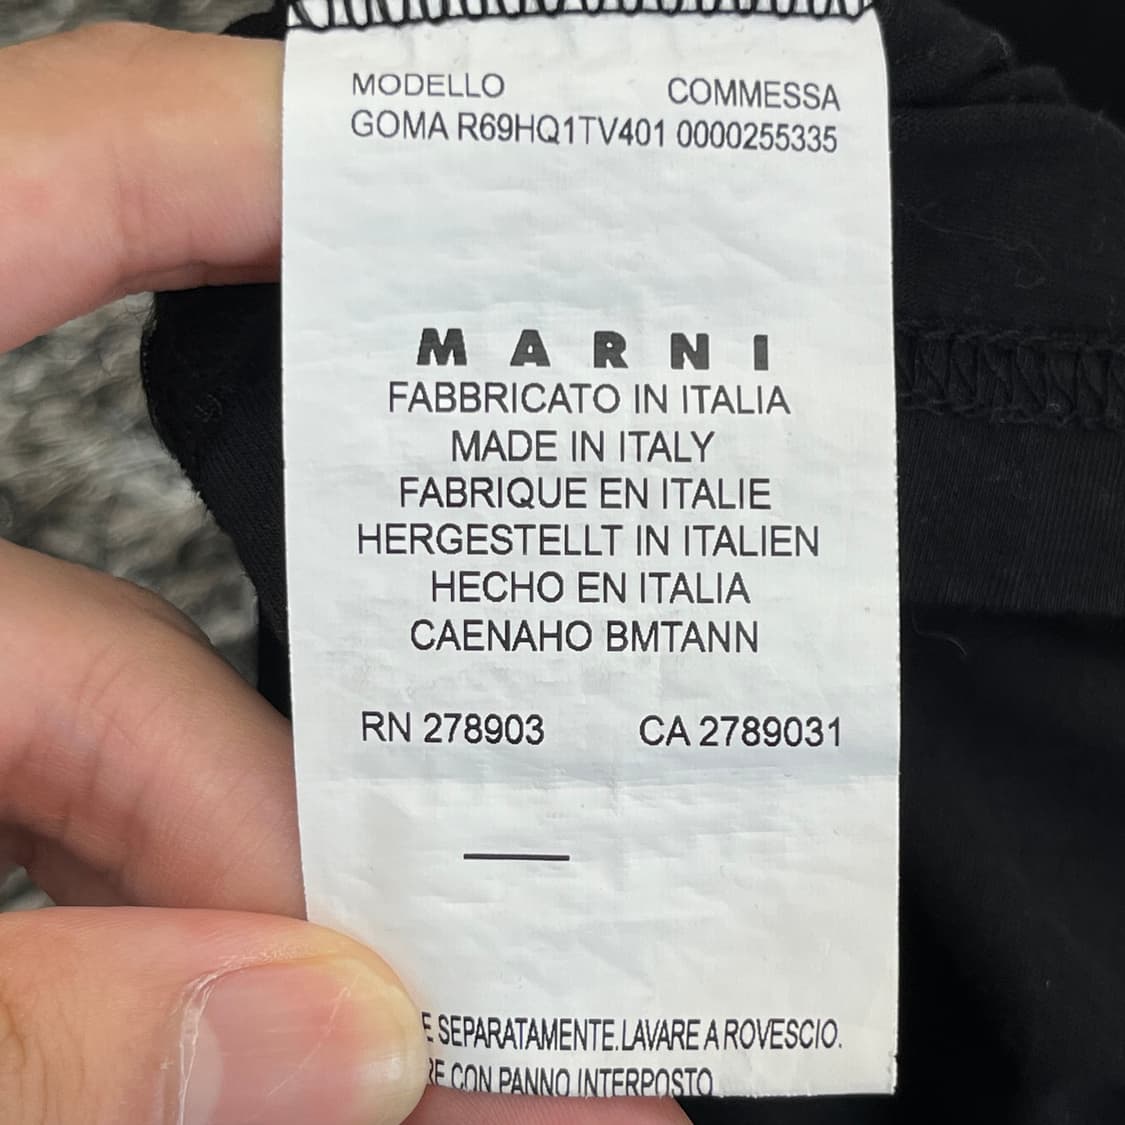 MODELLO COMMESSA
GOMA R69HQ1TV401 0000255335
MARNI
FABBRICATO IN ITALIA
MADE IN ITALY
FABRIQUE EN ITALIE
HERGESTELLT IN ITALIEN
HECHO EN ITALIA
CAENAHO BMTANN
RN 278903 CA 2789031
SEPARATAMENTE.LAVARE A ROVESCIO.
CON PANNO INTERPOSTO